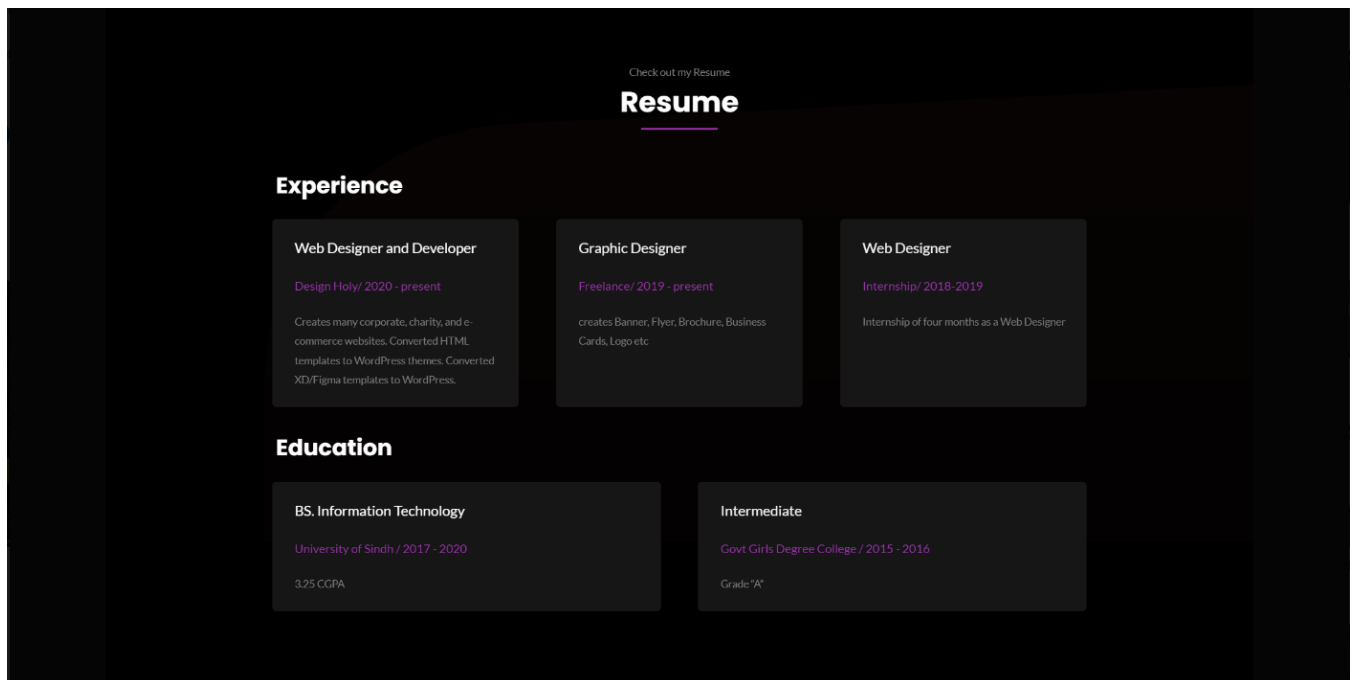 Check out my Resume
Resume
Experience
Web Designer and Developer
Design Holy/ 2020 - present
Creates many corporate, charity, and e-
commerce websites. Converted HTML
templates to WordPress themes. Converted
XD/Figma templates to WordPress.
Graphic Designer
Freelance/ 2019 - present
creates Banner, Flyer, Brochure, Business
Cards, Logo etc
Web Designer
Internship/ 2018-2019
Internship of four months as a Web Designer
Education
BS. Information Technology
University of Sindh / 2017 - 2020
3.25 CGPA
Intermediate
Govt Girls Degree College / 2015 - 2016
Grade "A"